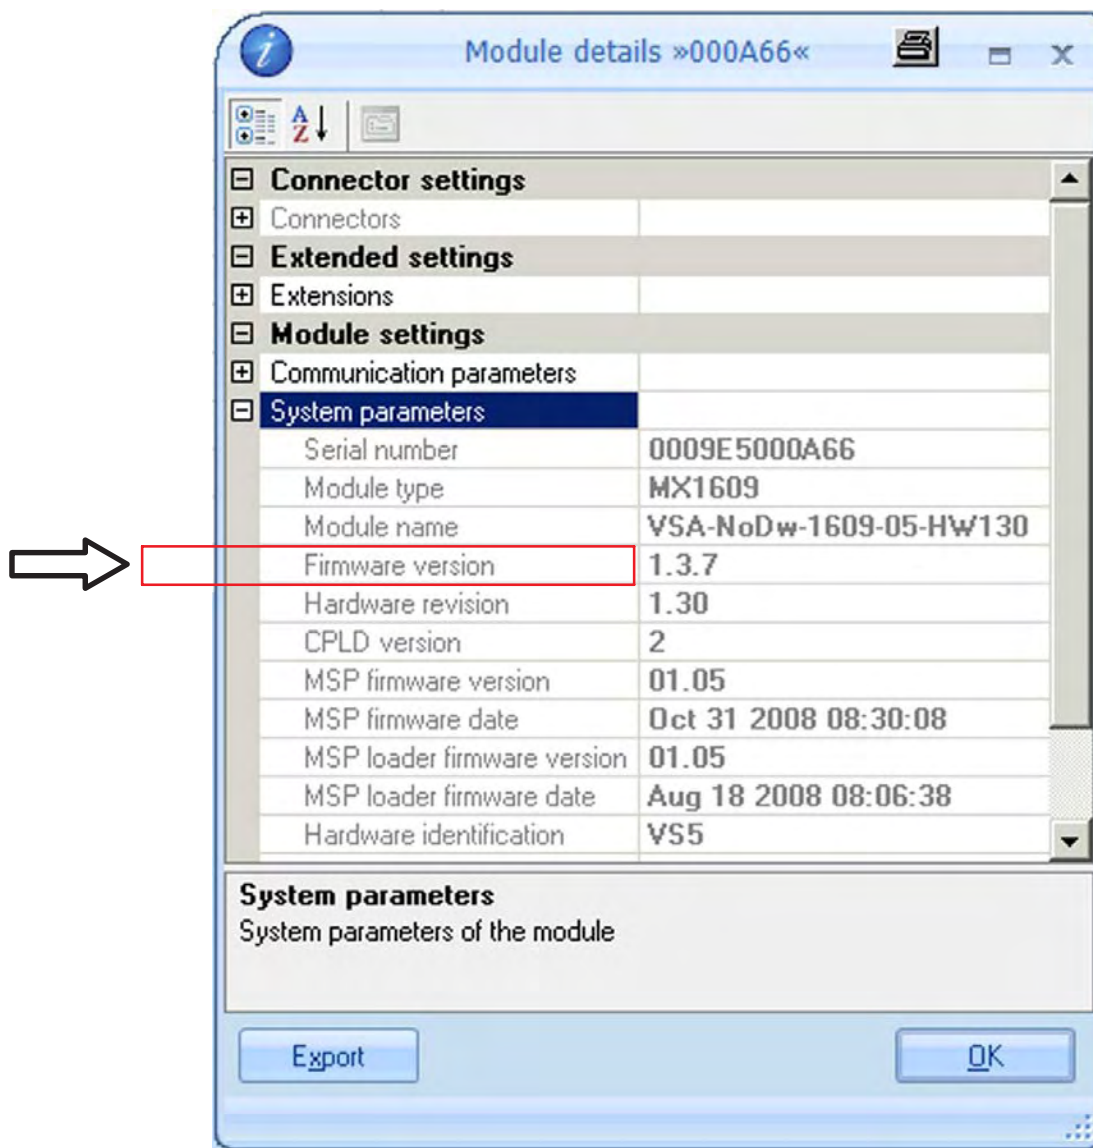 Module details »000A66«
Connector settings
Connectors
Extended settings
Extensions
Module settings
Communication parameters
System parameters
Serial number 0009E5000A66
Module type MX1609
Module name VSA-NoDw-1609-05-HW130
Firmware version 1.3.7
Hardware revision 1.30
CPLD version 2
MSP firmware version 01.05
MSP firmware date Oct 31 2008 08:30:08
MSP loader firmware version 01.05
MSP loader firmware date Aug 18 2008 08:06:38
Hardware identification VS5
System parameters
System parameters of the module
Export OK